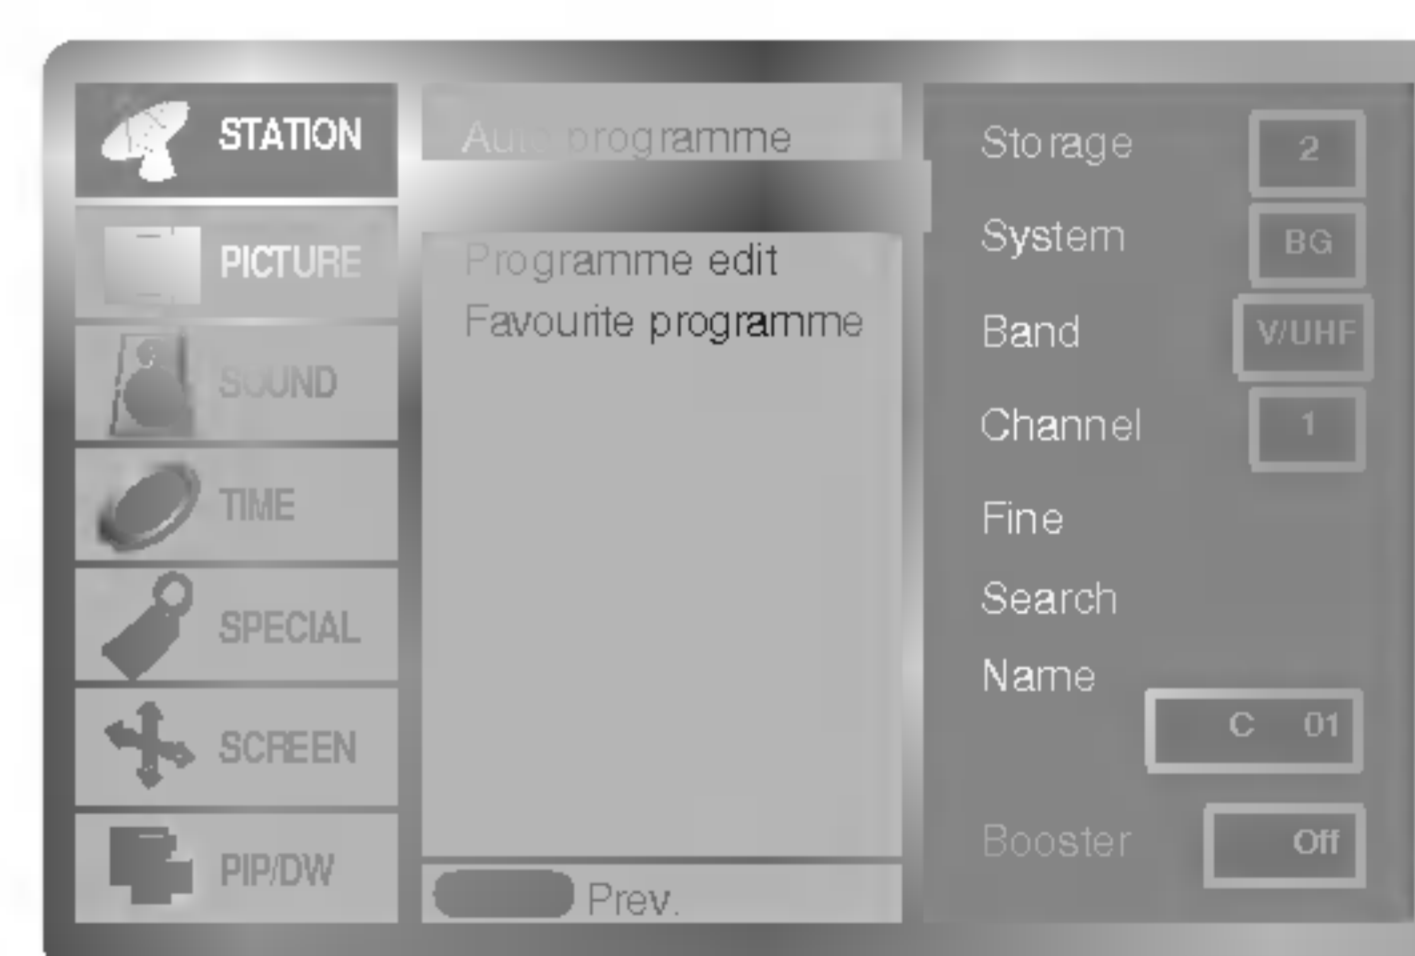 STATION
PICTURE
SOUND
TIME
SPECIAL
SCREEN
PIP/DW
Auto programme
Programme edit
Favourite programme
Prev.
Storage 2
System BG
Band V/UHF
Channel 1
Fine
Search
Name
C 01
Booster Off